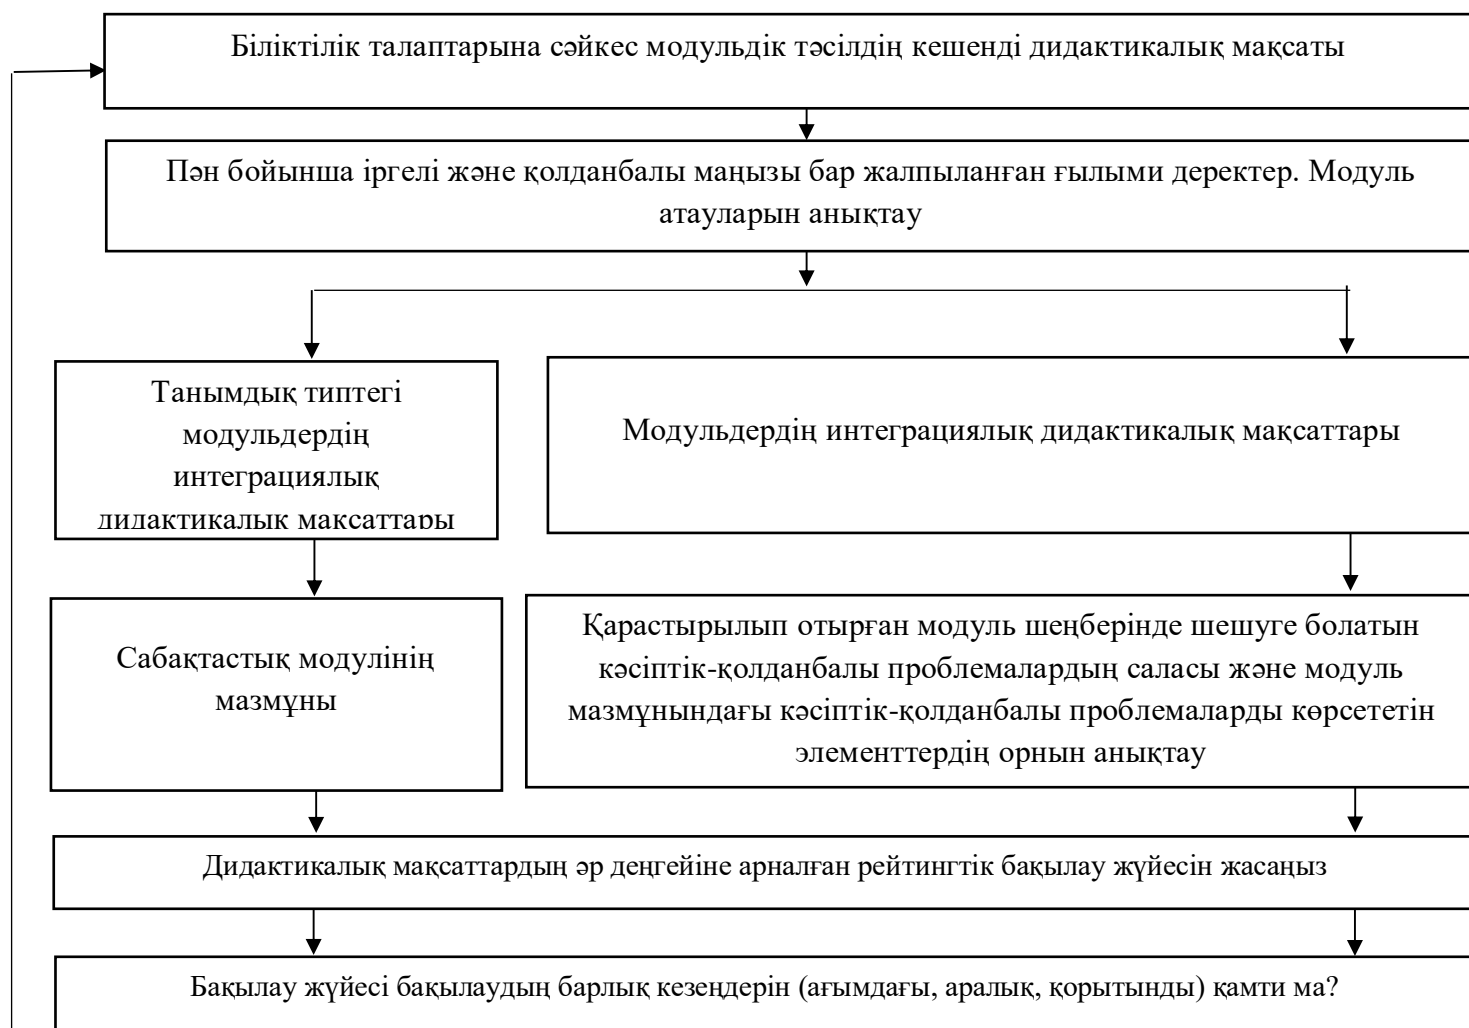 Біліктілік талаптарына сәйкес модульдік тәсілдің кешенді дидактикалық мақсаты
Пән бойынша іргелі және қолданбалы маңызы бар жалпыланған ғылыми деректер. Модуль
атауларын анықтау
Танымдық типтегі
модульдердің
интеграциялық
дидактикалық мақсаттары
Модульдердің интеграциялық дидактикалық мақсаттары
Сабақтастық модулінің
мазмұны
Қарастырылып отырған модуль шеңберінде шешуге болатын
кәсіптік-қолданбалы проблемалардың саласы және модуль
мазмұнындағы кәсіптік-қолданбалы проблемаларды көрсететін
элементтердің орнын анықтау
Дидактикалық мақсаттардың әр деңгейіне арналған рейтингтік бақылау жүйесін жасаңыз
Бақылау жүйесі бақылаудың барлық кезеңдерін (ағымдағы, аралық, қорытынды) қамти ма?